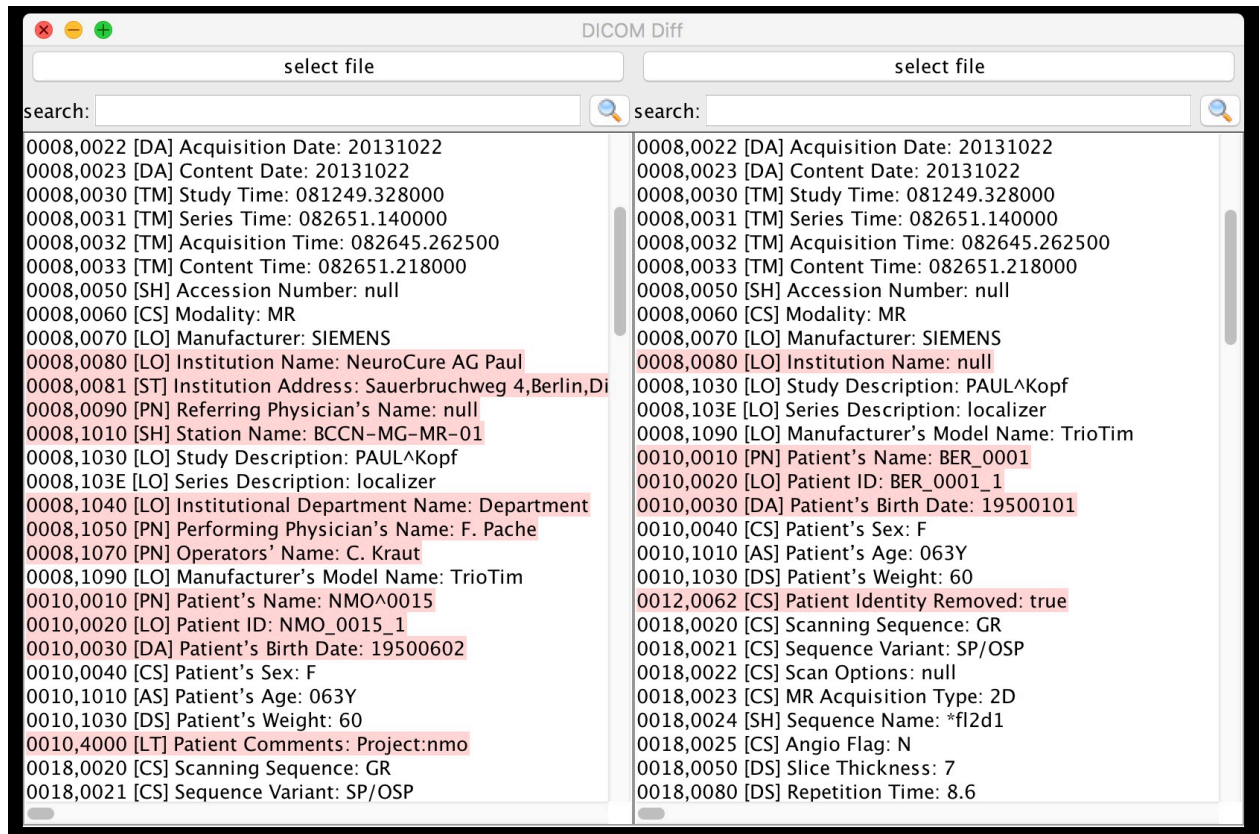 DICOM Diff
select file
select file
search:
search:
0008,0022 [DA] Acquisition Date: 20131022
0008,0023 [DA] Content Date: 20131022
0008,0030 [TM] Study Time: 081249.328000
0008,0031 [TM] Series Time: 082651.140000
0008,0032 [TM] Acquisition Time: 082645.262500
0008,0033 [TM] Content Time: 082651.218000
0008,0050 [SH] Accession Number: null
0008,0060 [CS] Modality: MR
0008,0070 [LO] Manufacturer: SIEMENS
0008,0080 [LO] Institution Name: NeuroCure AG Paul
0008,0081 [ST] Institution Address: Sauerbruchweg 4,Berlin,Di
0008,0090 [PN] Referring Physician's Name: null
0008,1010 [SH] Station Name: BCCN-MG-MR-01
0008,1030 [LO] Study Description: PAUL^Kopf
0008,103E [LO] Series Description: localizer
0008,1040 [LO] Institutional Department Name: Department
0008,1050 [PN] Performing Physician's Name: F. Pache
0008,1070 [PN] Operators' Name: C. Kraut
0008,1090 [LO] Manufacturer's Model Name: TrioTim
0010,0010 [PN] Patient's Name: NMO^0015
0010,0020 [LO] Patient ID: NMO_0015_1
0010,0030 [DA] Patient's Birth Date: 19500602
0010,0040 [CS] Patient's Sex: F
0010,1010 [AS] Patient's Age: 063Y
0010,1030 [DS] Patient's Weight: 60
0010,4000 [LT] Patient Comments: Project:nmo
0018,0020 [CS] Scanning Sequence: GR
0018,0021 [CS] Sequence Variant: SP/OSP
0008,0022 [DA] Acquisition Date: 20131022
0008,0023 [DA] Content Date: 20131022
0008,0030 [TM] Study Time: 081249.328000
0008,0031 [TM] Series Time: 082651.140000
0008,0032 [TM] Acquisition Time: 082645.262500
0008,0033 [TM] Content Time: 082651.218000
0008,0050 [SH] Accession Number: null
0008,0060 [CS] Modality: MR
0008,0070 [LO] Manufacturer: SIEMENS
0008,0080 [LO] Institution Name: null
0008,1030 [LO] Study Description: PAUL^Kopf
0008,103E [LO] Series Description: localizer
0008,1090 [LO] Manufacturer's Model Name: TrioTim
0010,0010 [PN] Patient's Name: BER_0001
0010,0020 [LO] Patient ID: BER_0001_1
0010,0030 [DA] Patient's Birth Date: 19500101
0010,0040 [CS] Patient's Sex: F
0010,1010 [AS] Patient's Age: 063Y
0010,1030 [DS] Patient's Weight: 60
0012,0062 [CS] Patient Identity Removed: true
0018,0020 [CS] Scanning Sequence: GR
0018,0021 [CS] Sequence Variant: SP/OSP
0018,0022 [CS] Scan Options: null
0018,0023 [CS] MR Acquisition Type: 2D
0018,0024 [SH] Sequence Name: *fl2d1
0018,0025 [CS] Angio Flag: N
0018,0050 [DS] Slice Thickness: 7
0018,0080 [DS] Repetition Time: 8.6